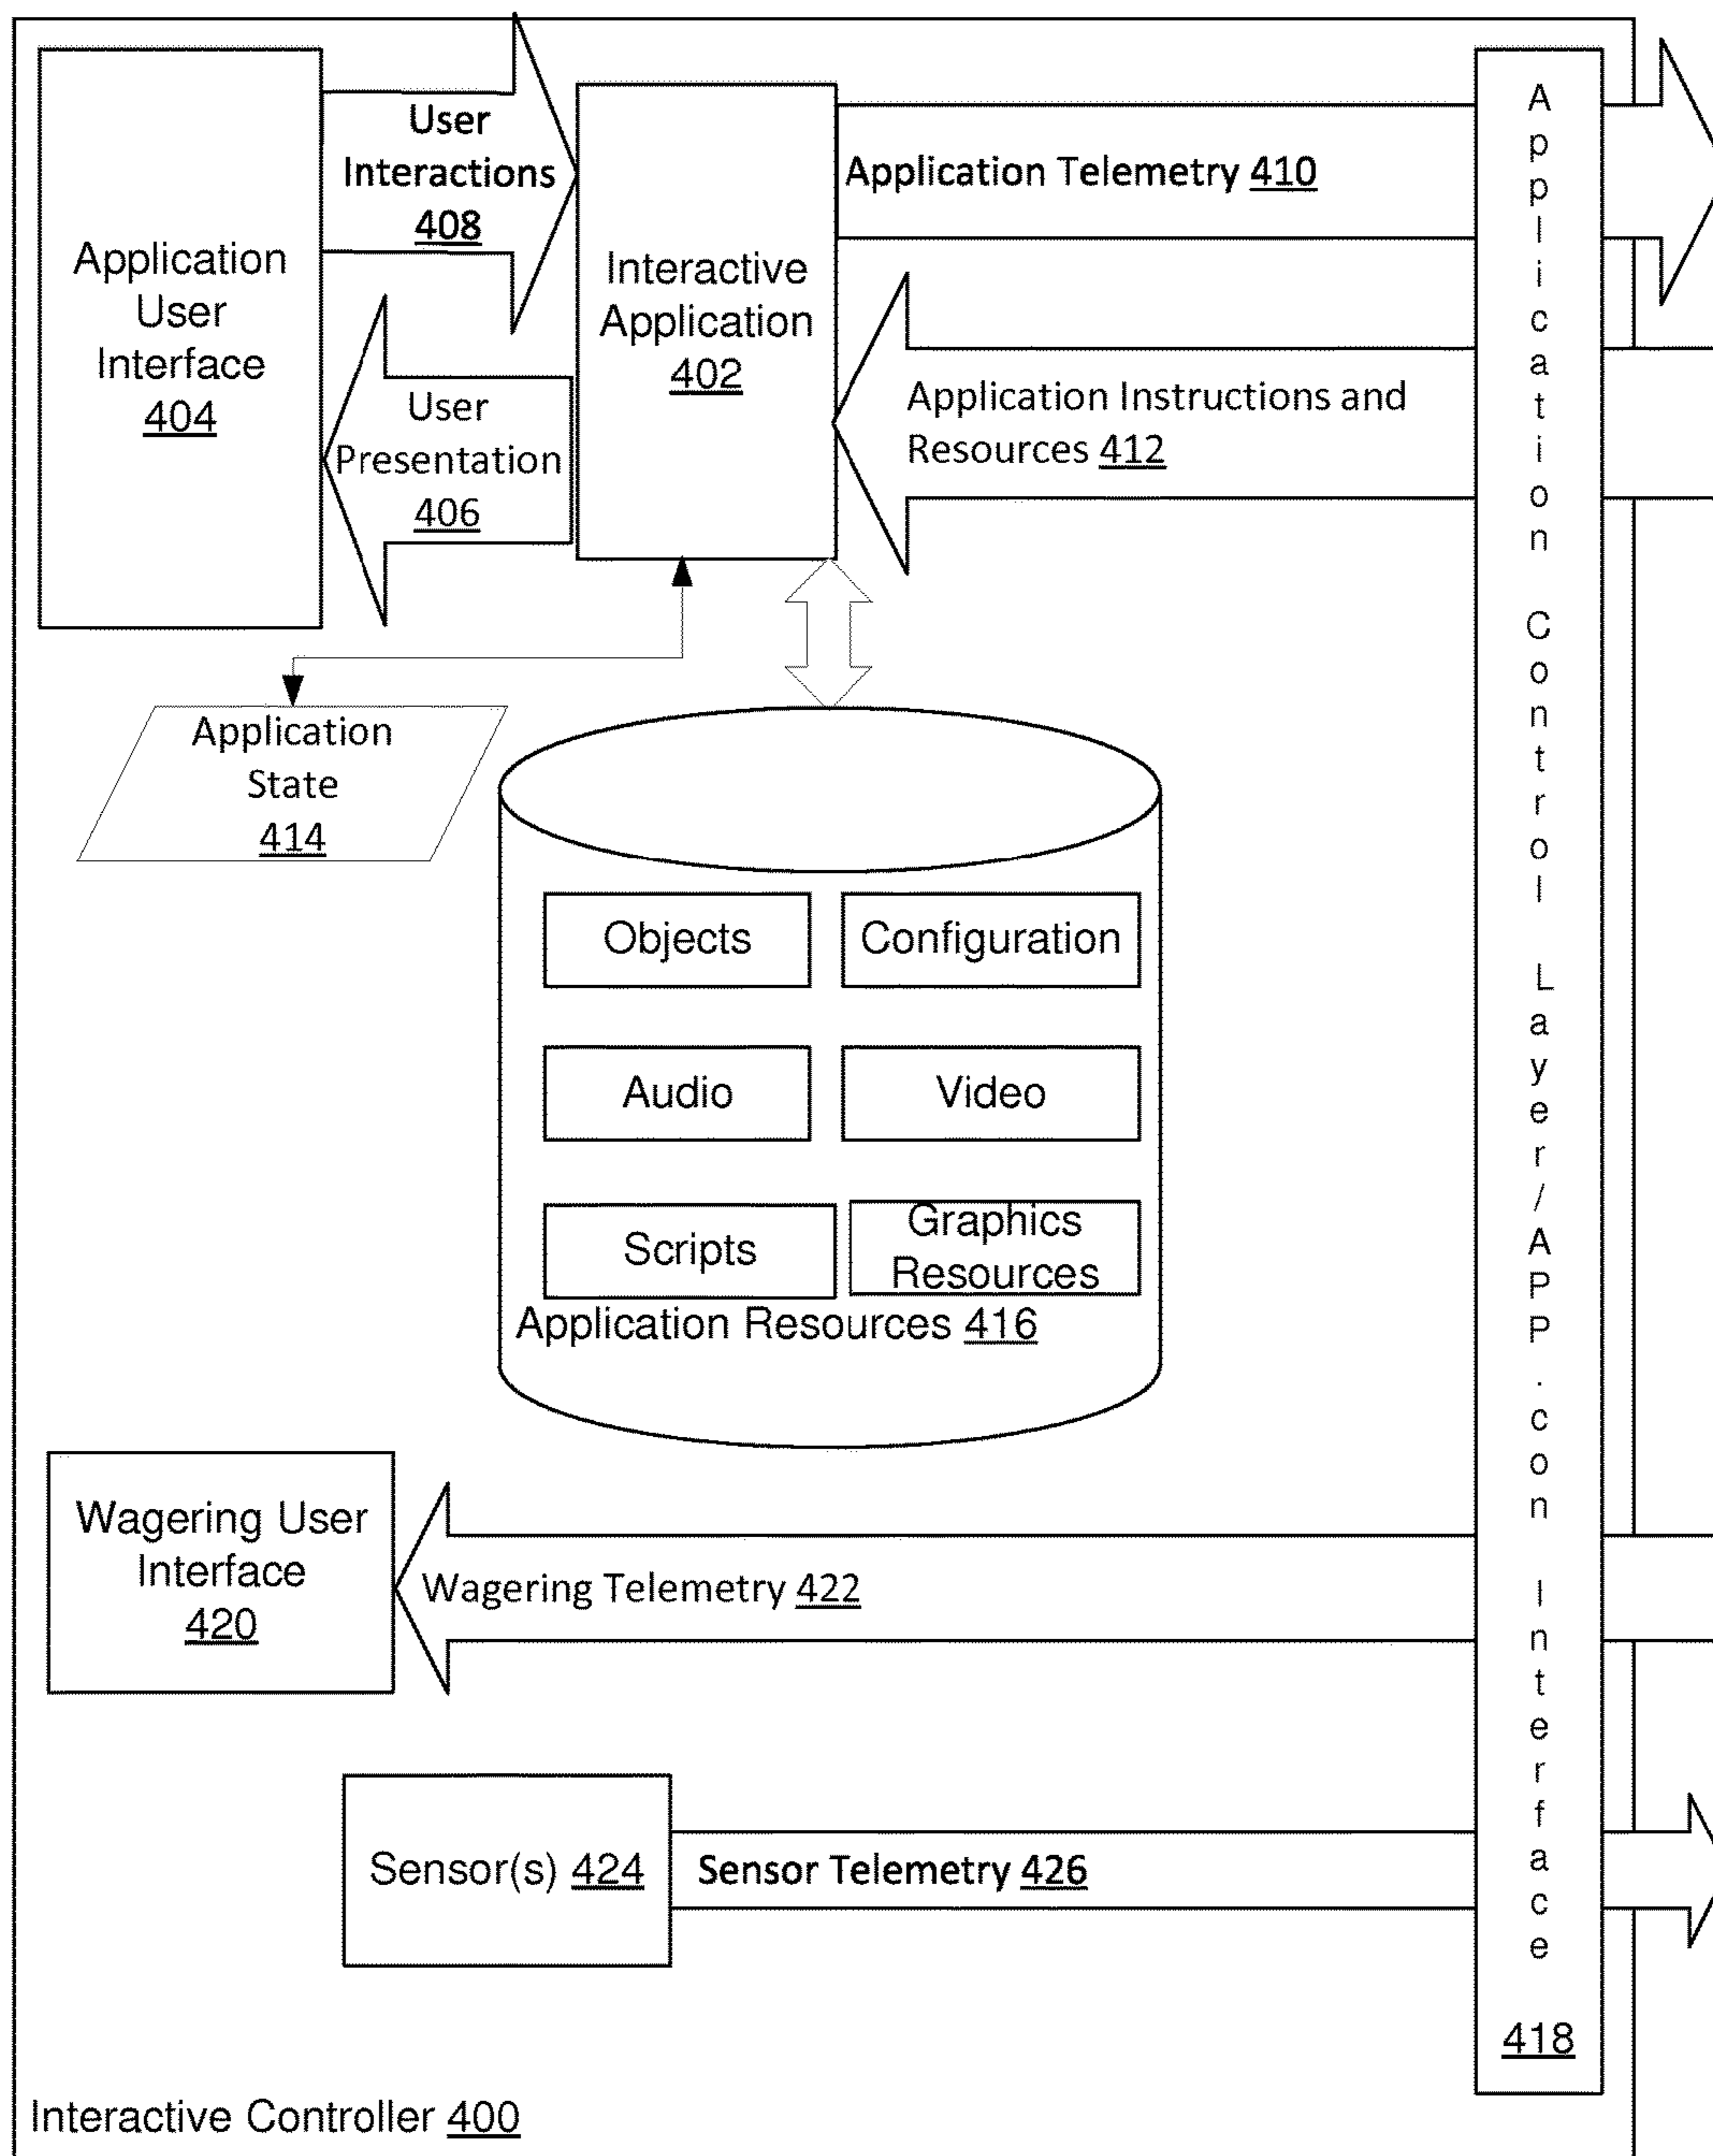 Application
User
Interface
404
User
Interactions
408
User
Presentation
406
Interactive
Application
402
Application Telemetry 410
Application Instructions and
Resources 412
Application
State
414
Objects
Configuration
Audio
Video
Scripts
Graphics
Resources
Application Resources 416
Wagering User
Interface
420
Wagering Telemetry 422
Sensor(s) 424
Sensor Telemetry 426
Application Control Layer/APP.con Interface
418
Interactive Controller 400